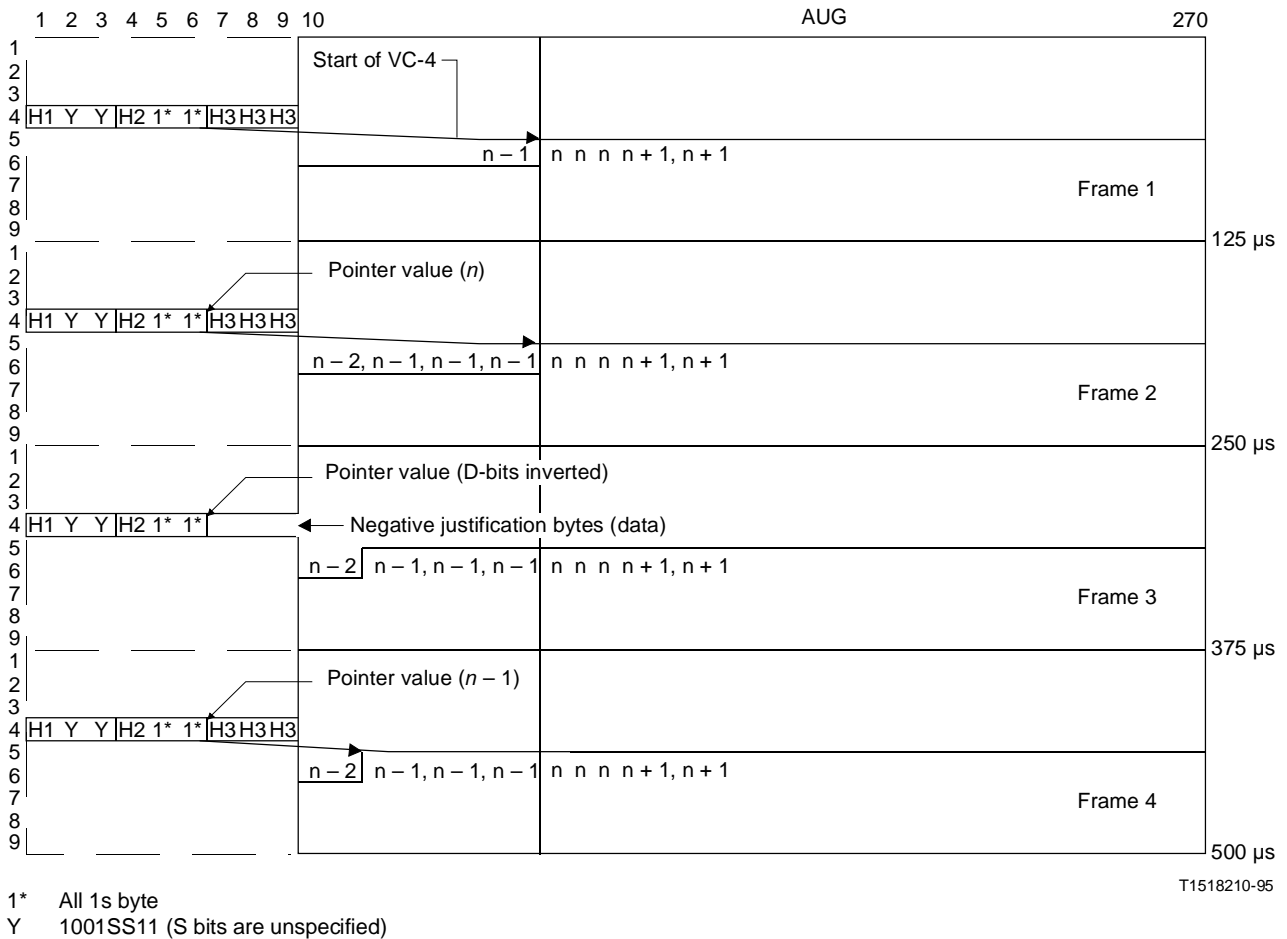 1 2 3 4 5 6 7 8 9 10 AUG 270
1
2
3
4 H1 Y Y H2 1* 1* H3 H3 H3
5
6
7
8
9
Start of VC-4
n – 1 n n n n + 1, n + 1
Frame 1
125 µs
1
2
3
4 H1 Y Y H2 1* 1* H3 H3 H3
5
6
7
8
9
Pointer value (n)
n – 2, n – 1, n – 1, n – 1 n n n n + 1, n + 1
Frame 2
250 µs
1
2
3
4 H1 Y Y H2 1* 1*
5
6
7
8
9
Pointer value (D-bits inverted)
Negative justification bytes (data)
n – 2 n – 1, n – 1, n – 1 n n n n + 1, n + 1
Frame 3
375 µs
1
2
3
4 H1 Y Y H2 1* 1* H3 H3 H3
5
6
7
8
9
Pointer value (n – 1)
n – 2 n – 1, n – 1, n – 1 n n n n + 1, n + 1
Frame 4
500 µs
T1518210-95
1* All 1s byte
Y 1001SS11 (S bits are unspecified)